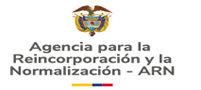 Agencia para la
Reincorporación y la
Normalización - ARN